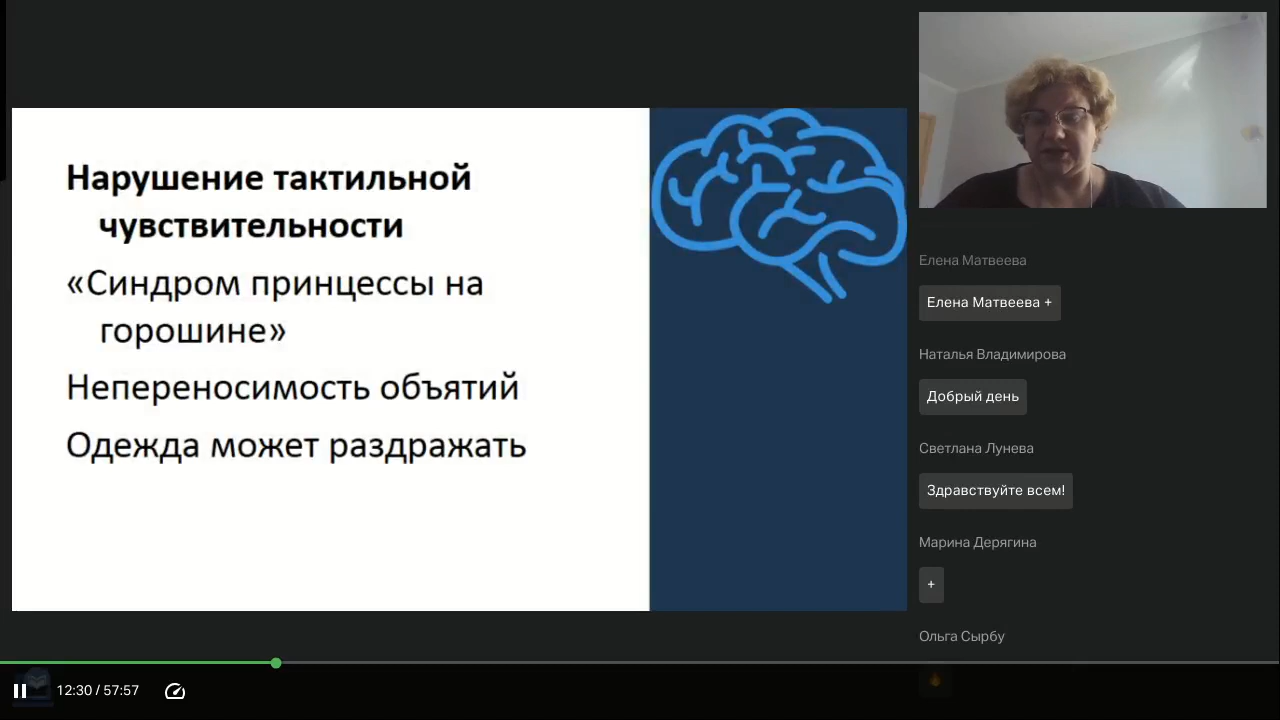 Нарушение тактильной
чувствительности
«Синдром принцессы на
горошине»
Непереносимость объятий
Одежда может раздражать
Елена Матвеева
Елена Матвеева +
Наталья Владимирова
Добрый день
Светлана Лунева
Здравствуйте всем!
Марина Дерягина
+
Ольга Сырбу
12:30 / 57:57